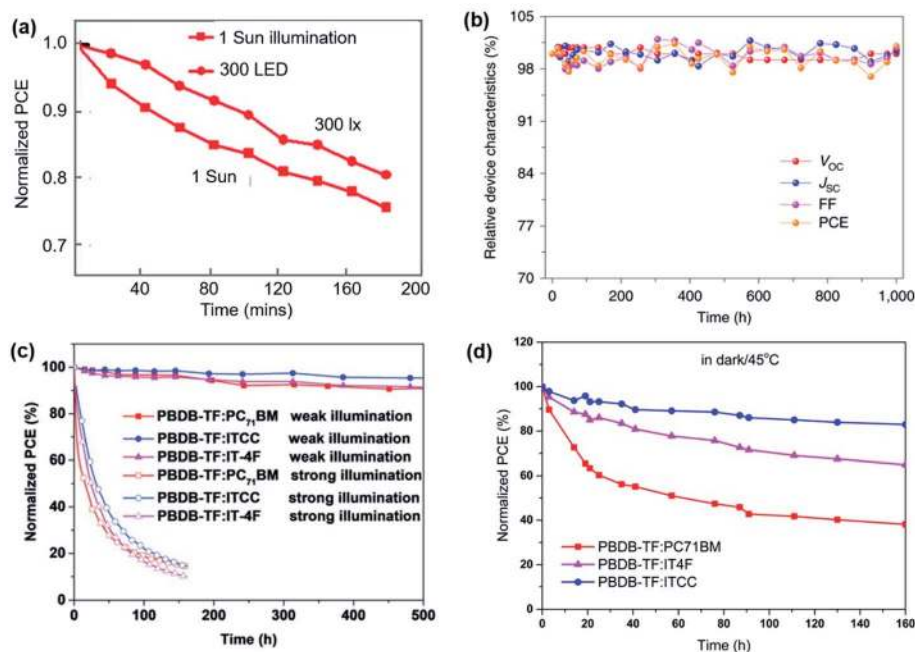 (a)
1.0
0.9
0.8
0.7
Normalized PCE
1 Sun illumination
300 LED
300 lx
1 Sun
40
80
120
160
200
Time (mins)
(b)
105
98
91
84
77
70
Relative device characteristics (%)
VOC
JSC
FF
PCE
0
200
400
600
800
1,000
Time (h)
(c)
100
80
60
40
20
0
Normalized PCE (%)
PBDB-TF:PC71BM weak illumination
PBDB-TF:ITCC weak illumination
PBDB-TF:IT-4F weak illumination
PBDB-TF:PC71BM strong illumination
PBDB-TF:ITCC strong illumination
PBDB-TF:IT-4F strong illumination
0
100
200
300
400
500
Time (h)
(d)
in dark/45°C
120
100
80
60
40
20
0
Normalized PCE (%)
PBDB-TF:PC71BM
PBDB-TF:IT4F
PBDB-TF:ITCC
0
20
40
60
80
100
120
140
160
Time (h)